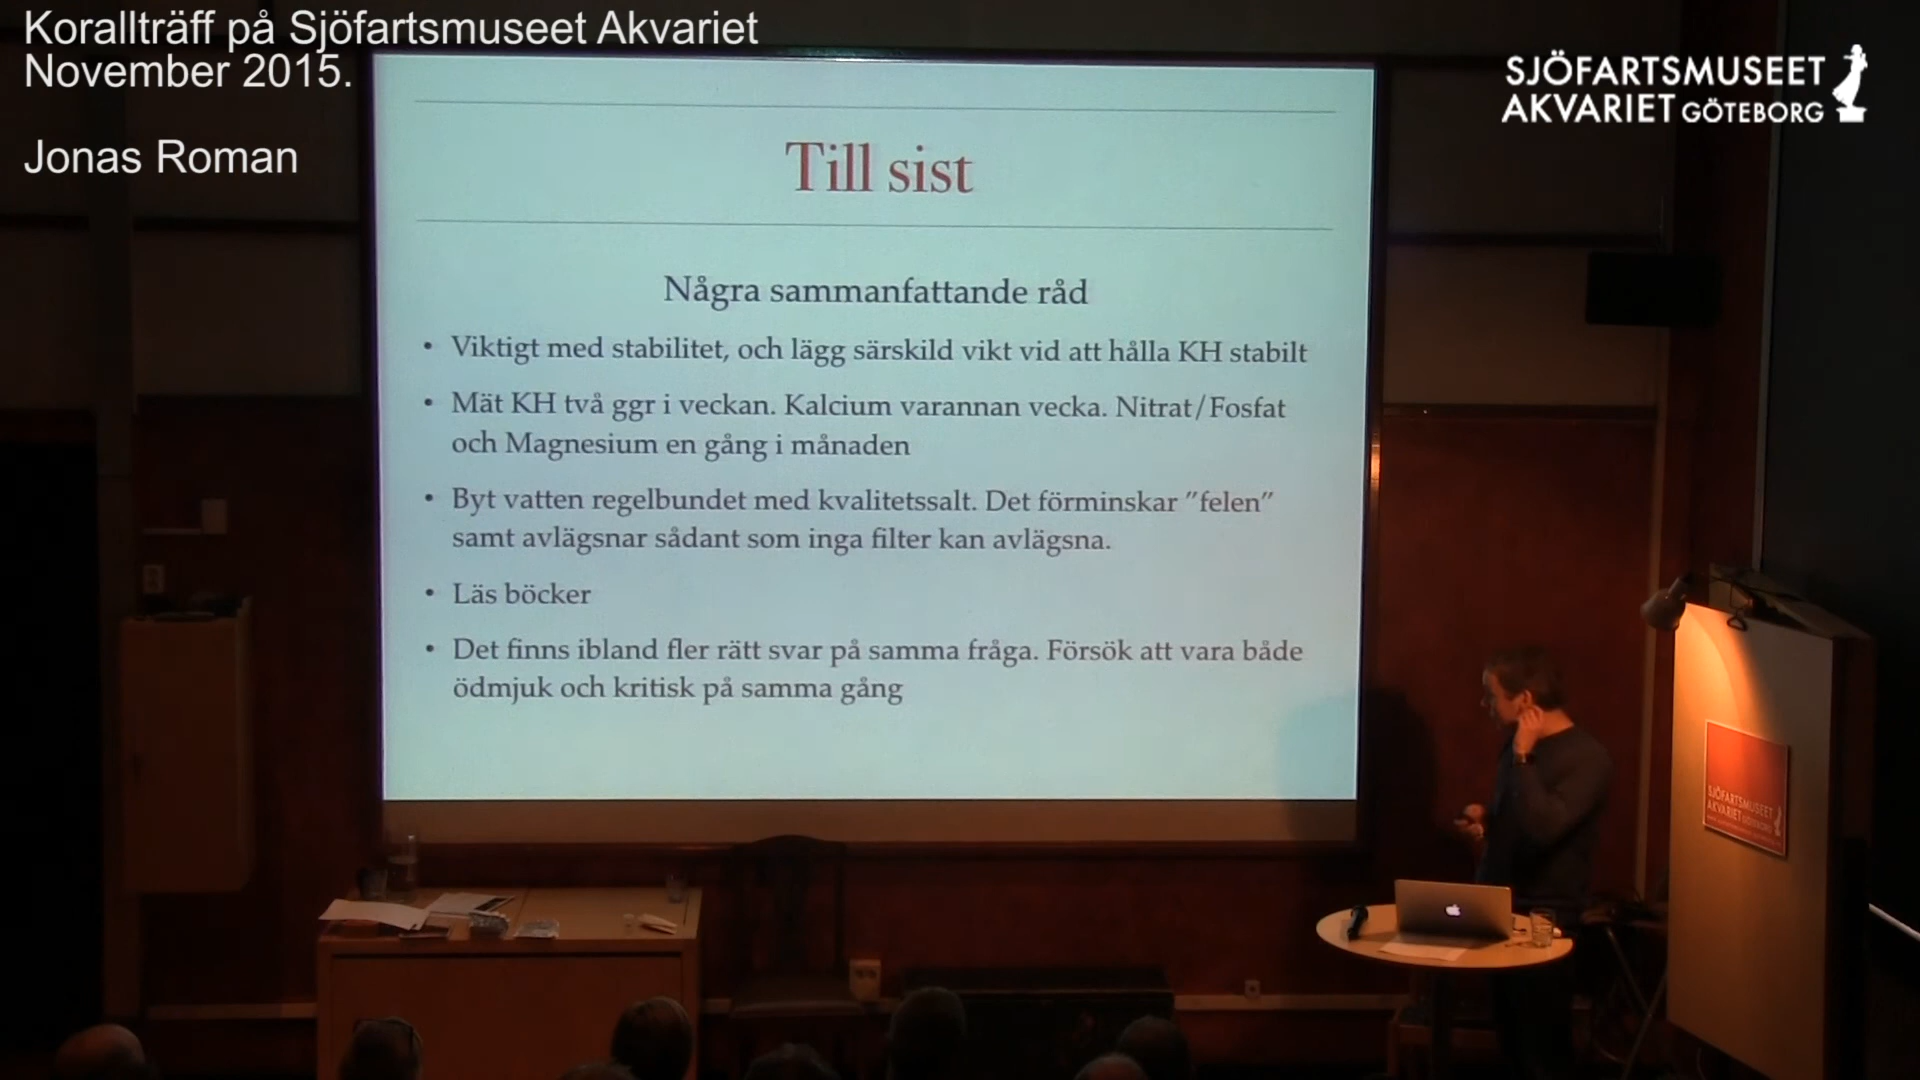 Korallträff på Sjöfartsmuseet Akvariet
November 2015.
Jonas Roman
SJÖFARTSMUSEET
AKVARIET GÖTEBORG
Till sist
Några sammanfattande råd
• Viktigt med stabilitet, och lägg särskild vikt vid att hålla KH stabilt
• Mät KH två ggr i veckan. Kalcium varannan vecka. Nitrat/Fosfat
och Magnesium en gång i månaden
• Byt vatten regelbundet med kvalitetssalt. Det förminskar "felen"
samt avlägsnar sådant som inga filter kan avlägsna.
• Läs böcker
• Det finns ibland fler rätt svar på samma fråga. Försök att vara både
ödmjuk och kritisk på samma gång
SJÖFARTSMUSEET
AKVARIET GÖTEBORG